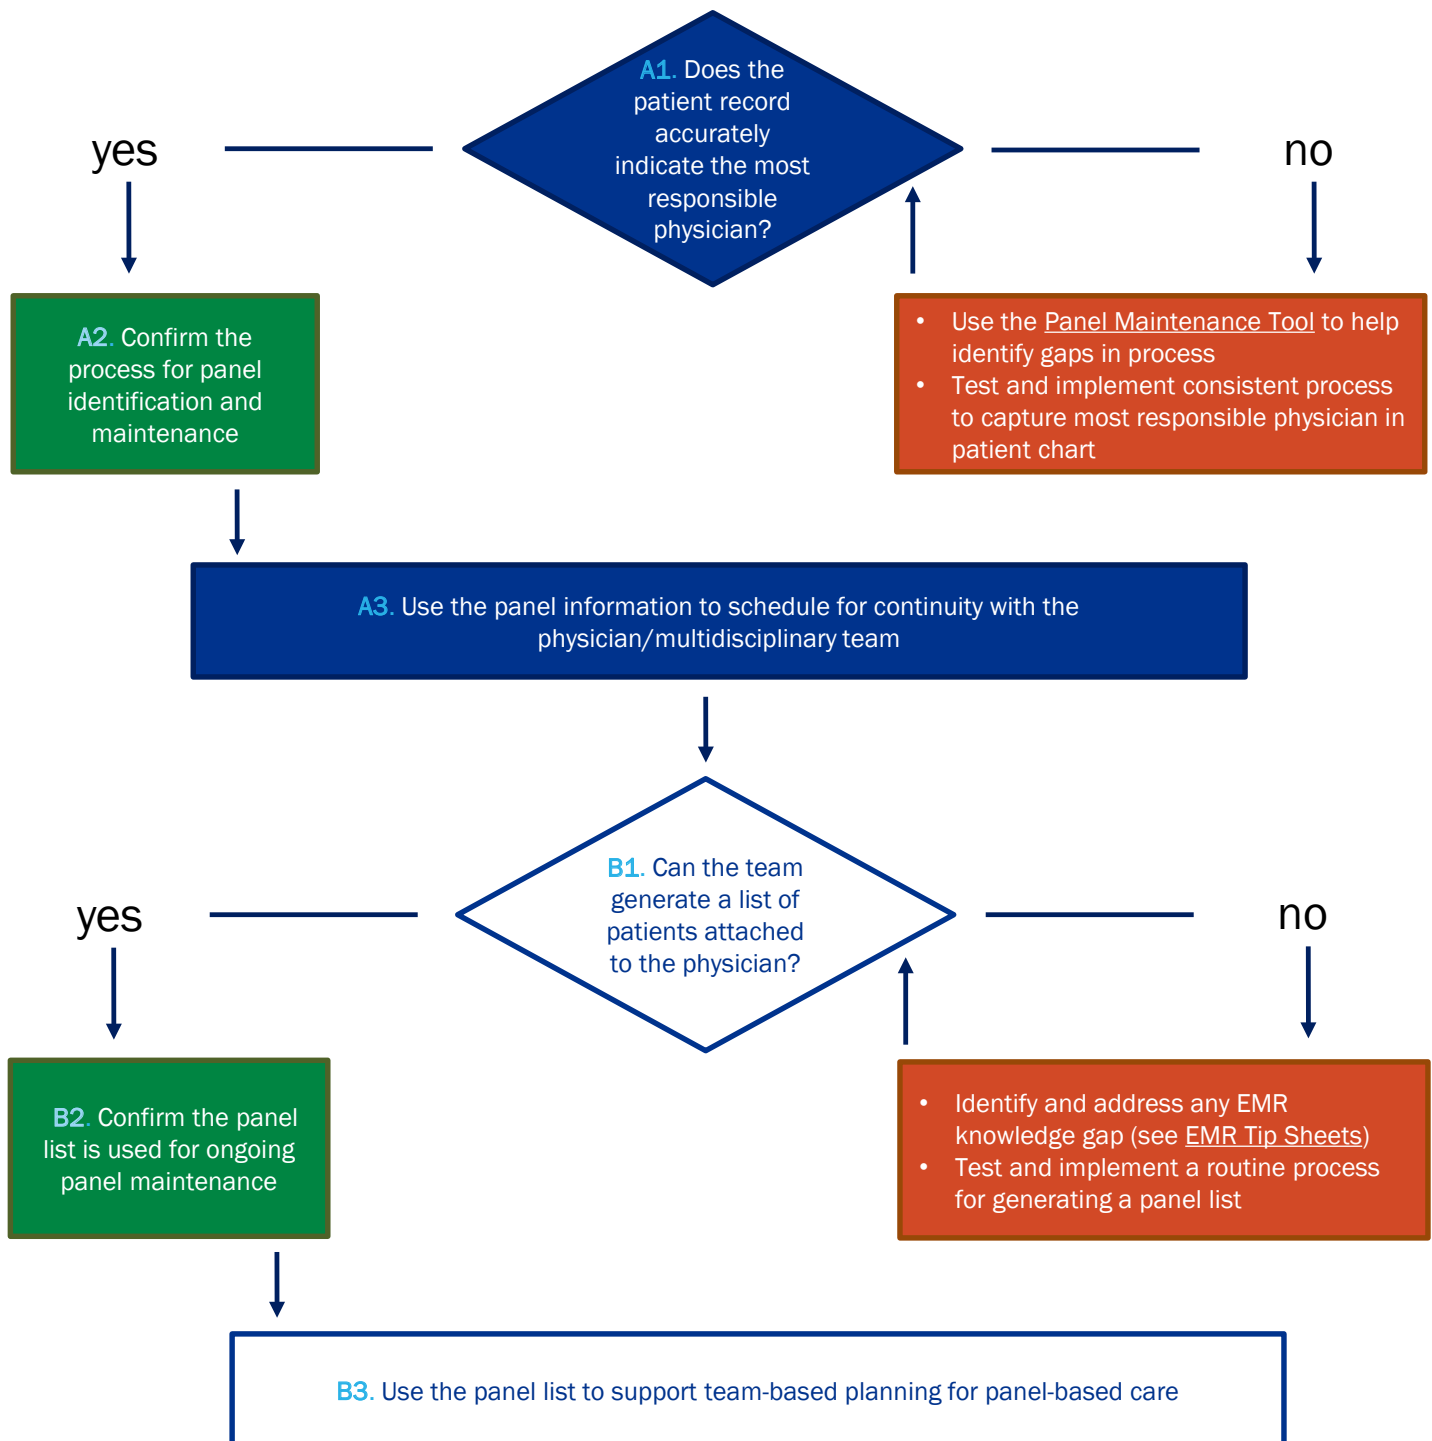 A1. Does the
patient record
accurately
indicate the most
responsible
physician?
yes
no
A2. Confirm the
process for panel
identification and
maintenance
• Use the Panel Maintenance Tool to help
identify gaps in process
• Test and implement consistent process
to capture most responsible physician in
patient chart
A3. Use the panel information to schedule for continuity with the
physician/multidisciplinary team
B1. Can the team
generate a list of
patients attached
to the physician?
yes
no
B2. Confirm the panel
list is used for ongoing
panel maintenance
• Identify and address any EMR
knowledge gap (see EMR Tip Sheets)
• Test and implement a routine process
for generating a panel list
B3. Use the panel list to support team-based planning for panel-based care